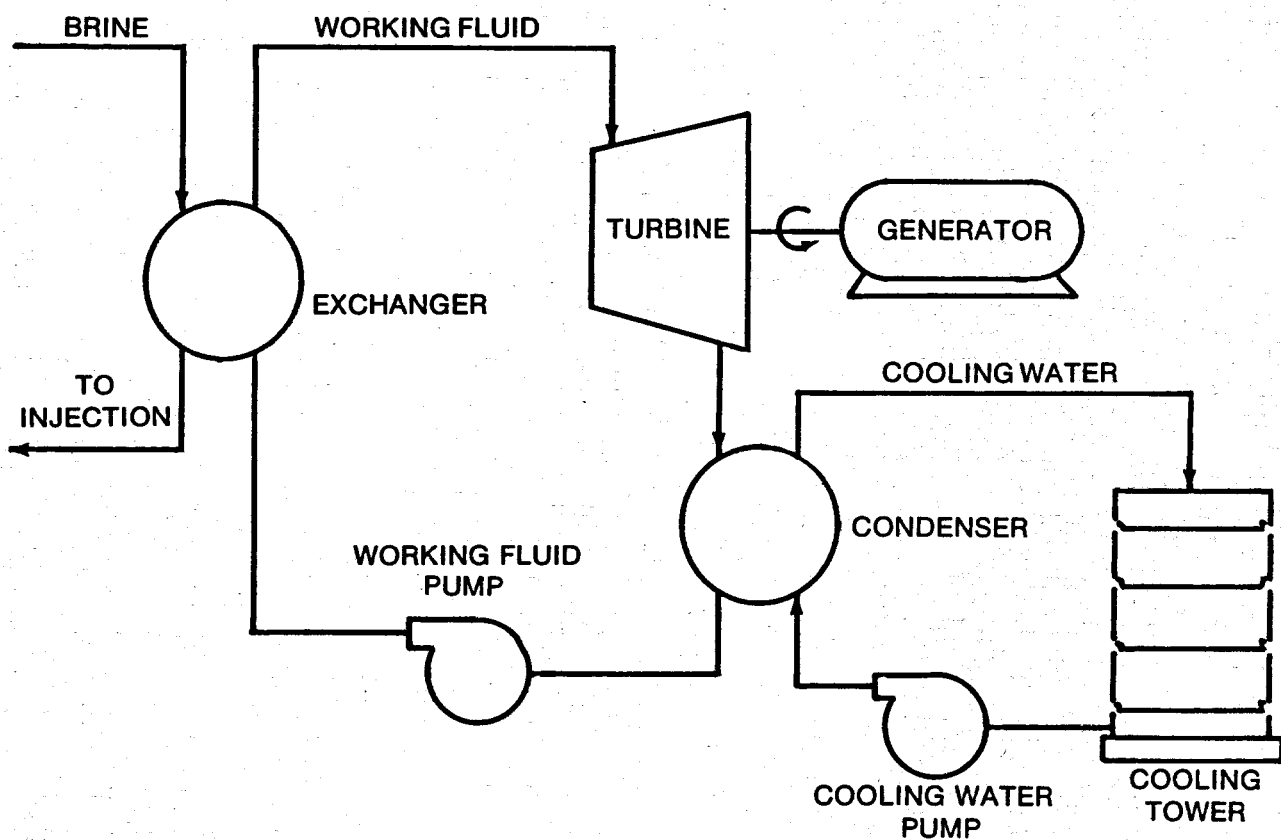 BRINE
WORKING FLUID
TURBINE
GENERATOR
EXCHANGER
TO
INJECTION
COOLING WATER
CONDENSER
WORKING FLUID
PUMP
COOLING WATER
PUMP
COOLING
TOWER